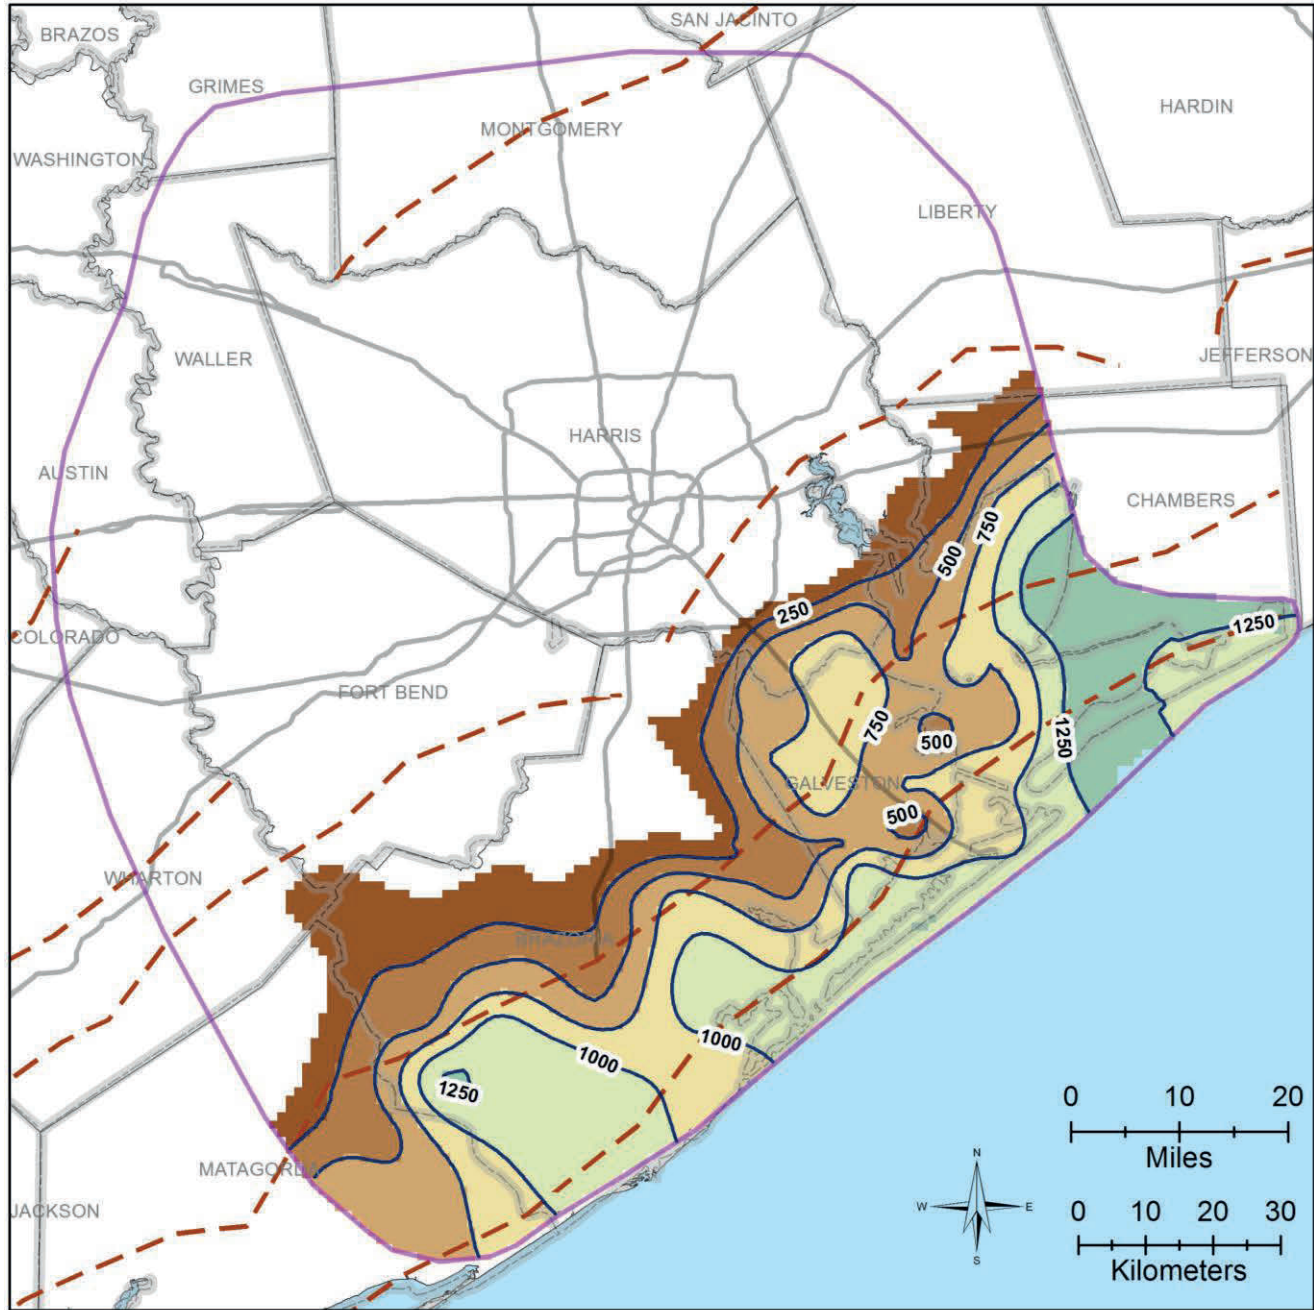 SAN JACINTO
BRAZOS
GRIMES
HARDIN
MONTGOMERY
WASHINGTON
LIBERTY
WALLER
JEFFERSON
HARRIS
AUSTIN
CHAMBERS
750
500
250
COLORADO
1250
FORT BEND
750
500
1250
GALVESTON
500
WHARTON
BRAZORIA
1000
1000
1250
0 10 20
Miles
MATAGORDA
N
W E
S
JACKSON
0 10 20 30
Kilometers